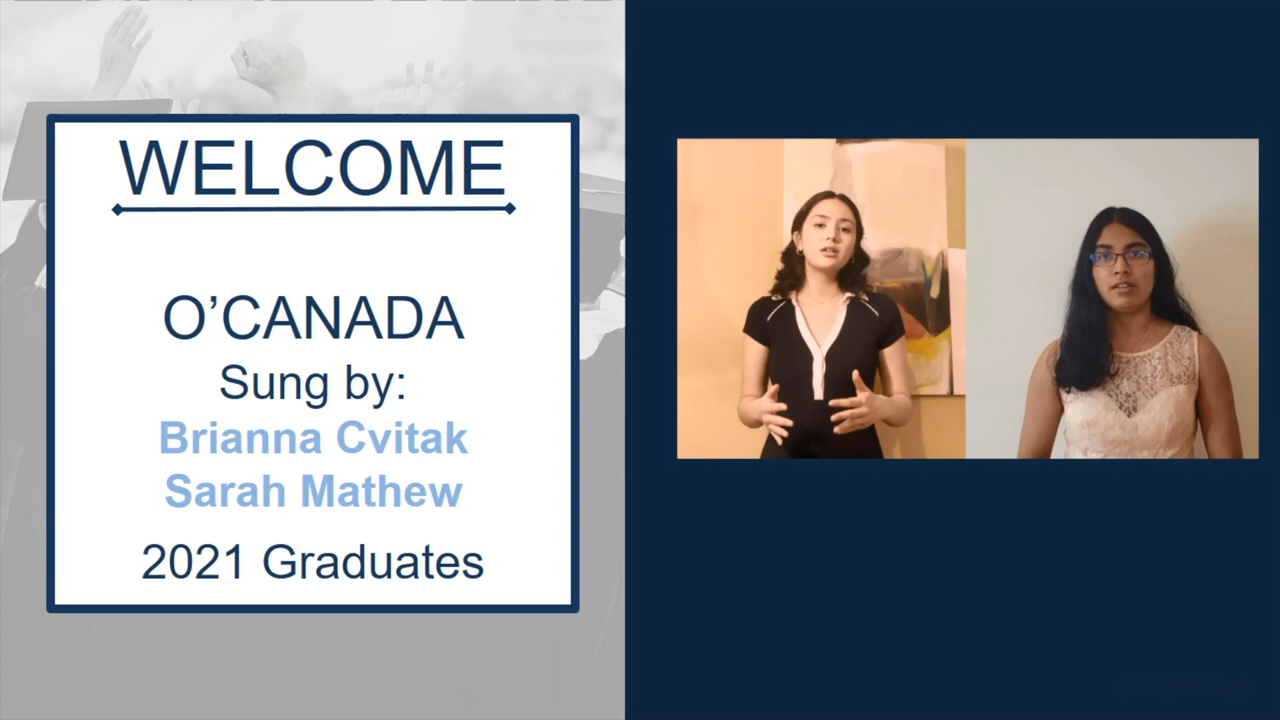 WELCOME
O’CANADA
Sung by:
Brianna Cvitak
Sarah Mathew
2021 Graduates